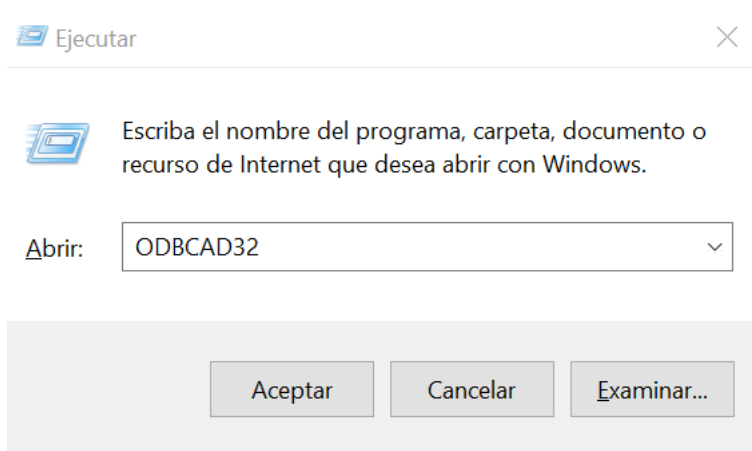 Ejecutar
Escriba el nombre del programa, carpeta, documento o
recurso de Internet que desea abrir con Windows.
Abrir: ODBCAD32
Aceptar Cancelar Examinar...